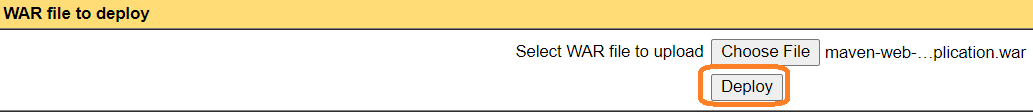 WAR file to deploy
Select WAR file to upload Choose File maven-web-...plication.war
Deploy